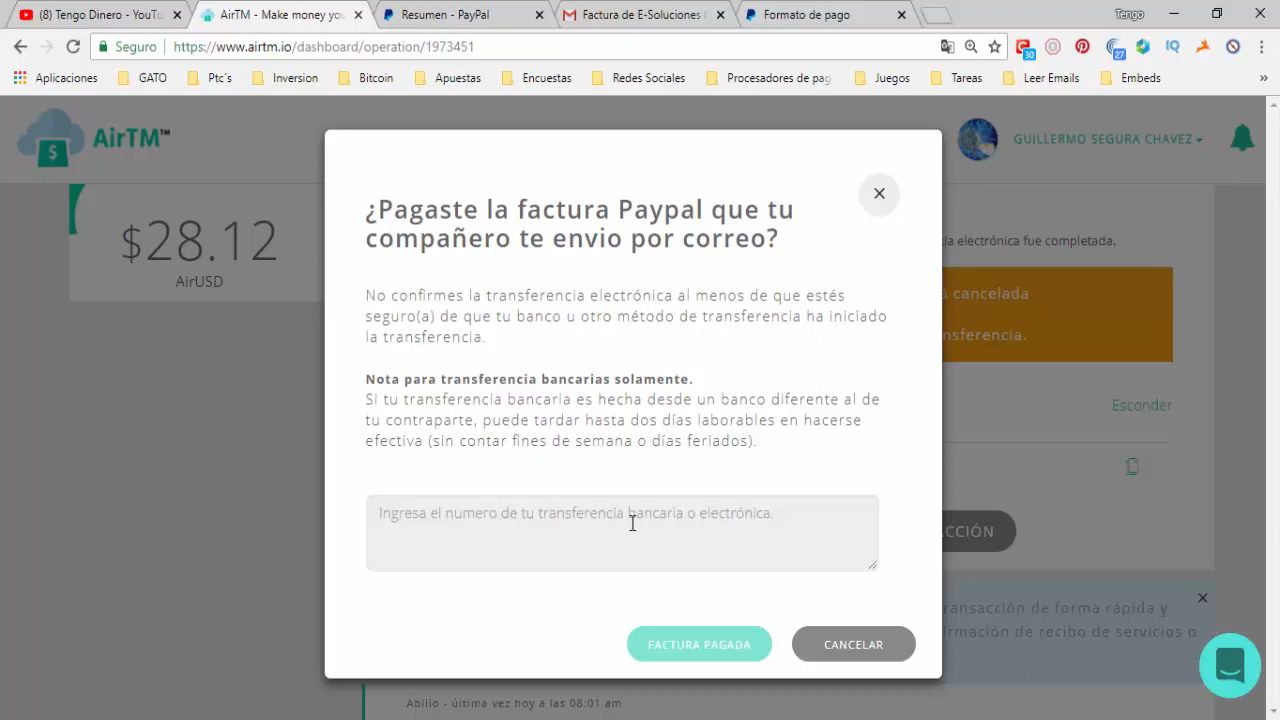 (8) Tengo Dinero - YouTu
AirTM - Make money you
Resumen - PayPal
Factura de E-Soluciones
Formato de pago
Tengo
Seguro
https://www.airtm.io/dashboard/operation/1973451
30
27
IQ
Aplicaciones
GATO
Ptc´s
Inversion
Bitcoin
Apuestas
Encuestas
Redes Sociales
Procesadores de pag
Juegos
Tareas
Leer Emails
Embeds
»
AirTM™
GUILLERMO SEGURA CHAVEZ
$28.12
AirUSD
¿Pagaste la factura Paypal que tu
compañero te envio por correo?
No confirmes la transferencia electrónica al menos de que estés
seguro(a) de que tu banco u otro método de transferencia ha iniciado
la transferencia.
Nota para transferencia bancarias solamente.
Si tu transferencia bancaria es hecha desde un banco diferente al de
tu contraparte, puede tardar hasta dos días laborables en hacerse
efectiva (sin contar fines de semana o días feriados).
Ingresa el numero de tu transferencia bancaria o electrónica.
FACTURA PAGADA
CANCELAR
ia electrónica fue completada.
á cancelada
nsferencia.
Esconder
ACCIÓN
ransacción de forma rápida y
irmación de recibo de servicios o
Abilio - última vez hoy a las 08:01 am